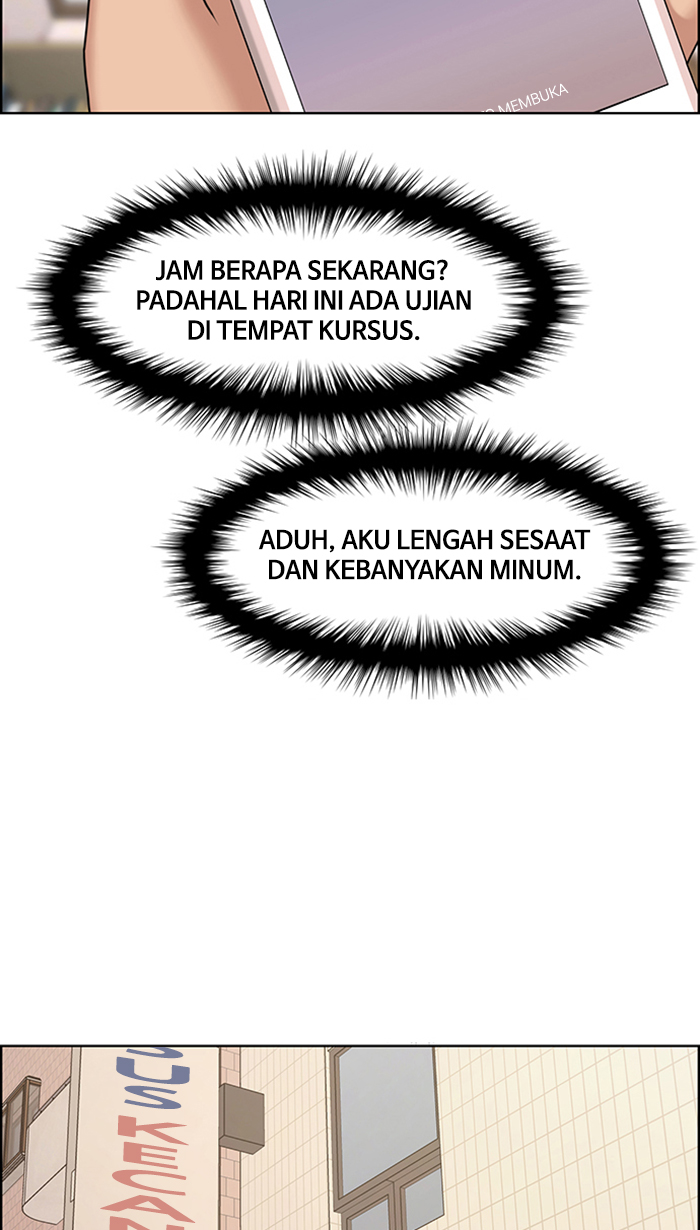 MEMBUKA
JAM BERAPA SEKARANG?
PADAHAL HARI INI ADA UJIAN
DI TEMPAT KURSUS.
ADUH, AKU LENGAH SESAAT
DAN KEBANYAKAN MINUM.